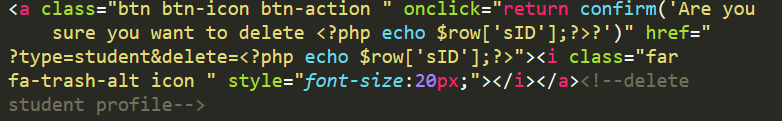 <a class="btn btn-icon btn-action " onclick="return confirm('Are you
sure you want to delete <?php echo $row['sID'];?>?')" href="
?type=student&delete=<?php echo $row['sID'];?>"><i class="far
fa-trash-alt icon " style="font-size:20px;"></i></a><!--delete
student profile-->